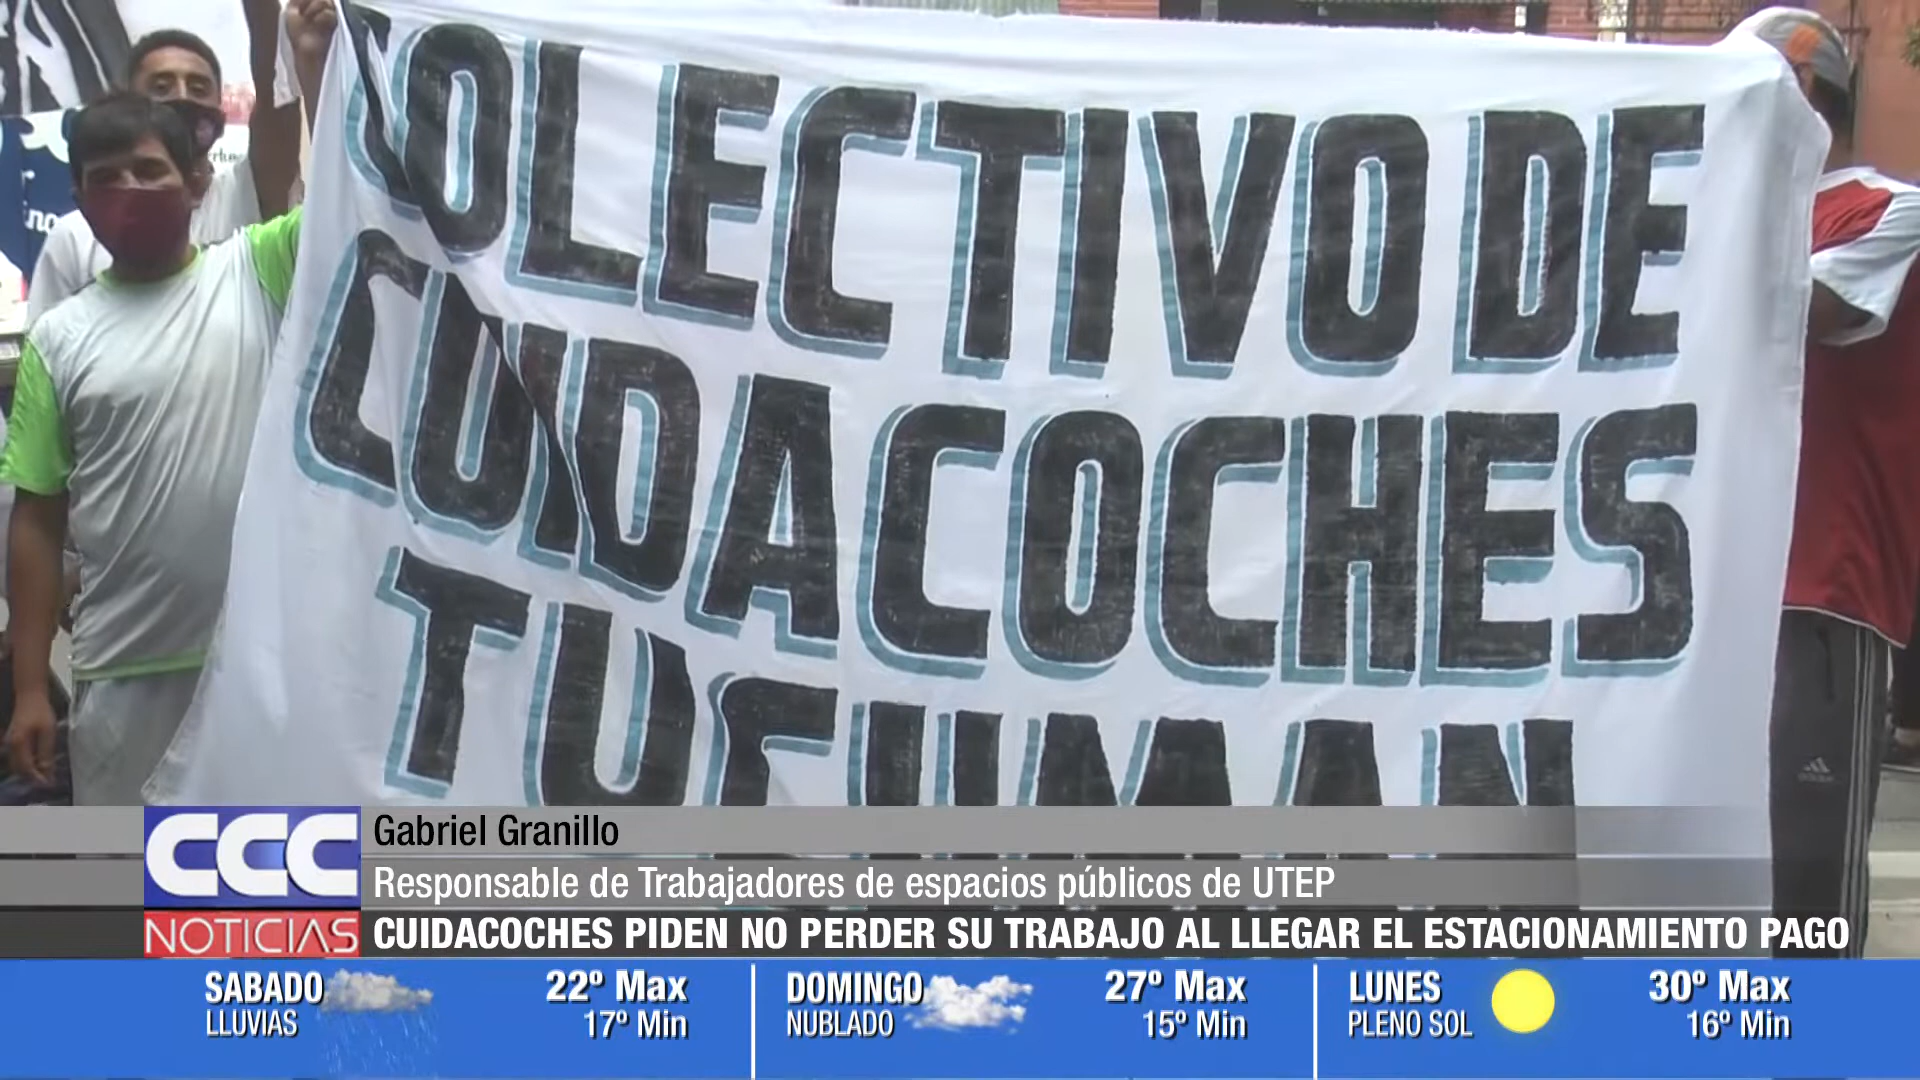 COLECTIVO DE
CUIDACOCHES
TUCUMAN
adidas
CCC
NOTICIAS
Gabriel Granillo
Responsable de Trabajadores de espacios públicos de UTEP
CUIDACOCHES PIDEN NO PERDER SU TRABAJO AL LLEGAR EL ESTACIONAMIENTO PAGO
SABADO
LLUVIAS
22º Max
17º Min
DOMINGO
NUBLADO
27º Max
15º Min
LUNES
PLENO SOL
30º Max
16º Min